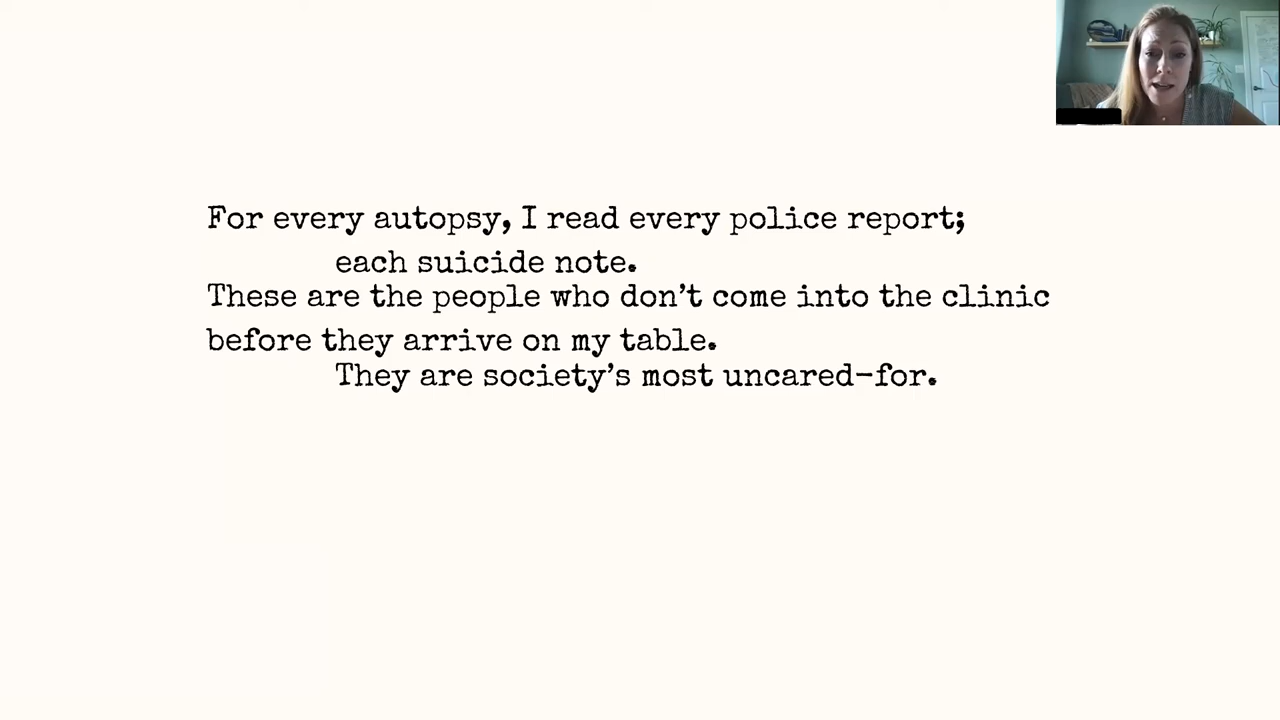 For every autopsy, I read every police report;
each suicide note.
These are the people who don't come into the clinic
before they arrive on my table.
They are society's most uncared-for.